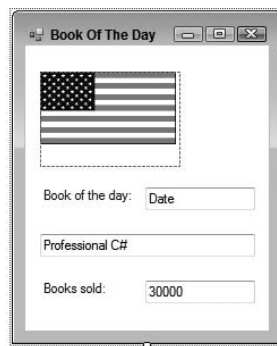 Book Of The Day
Book of the day: Date
Professional C#
Books sold: 30000